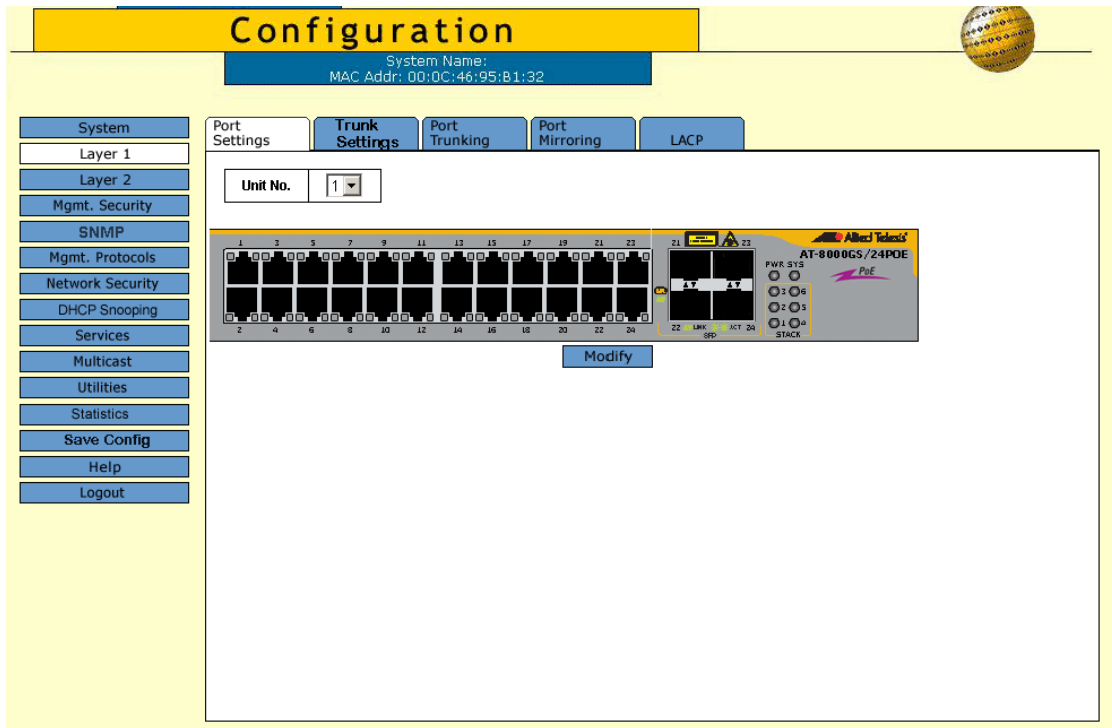 Configuration
System Name:
MAC Addr: 00:0C:46:95:B1:32
System
Layer 1
Layer 2
Mgmt. Security
SNMP
Mgmt. Protocols
Network Security
DHCP Snooping
Services
Multicast
Utilities
Statistics
Save Config
Help
Logout
Port Settings
Trunk Settings
Port Trunking
Port Mirroring
LACP
Unit No. 1
1 3 5 7 9 11 13 15 17 19 21 23
2 4 6 8 10 12 14 16 18 20 22 24
21 23
22 LINK ACT 24
SFP
Allied Telesis
AT-8000GS/24POE
PoE
PWR SYS
3 6
2 5
1 4
STACK
Modify